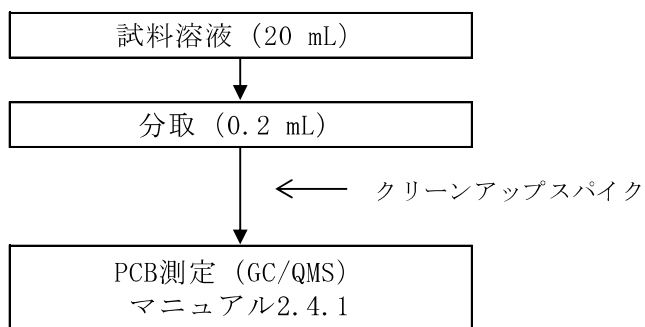 試料溶液 (20 mL)
分取 (0.2 mL)
クリーンアップスパイク
PCB測定 (GC/QMS)
マニュアル2.4.1